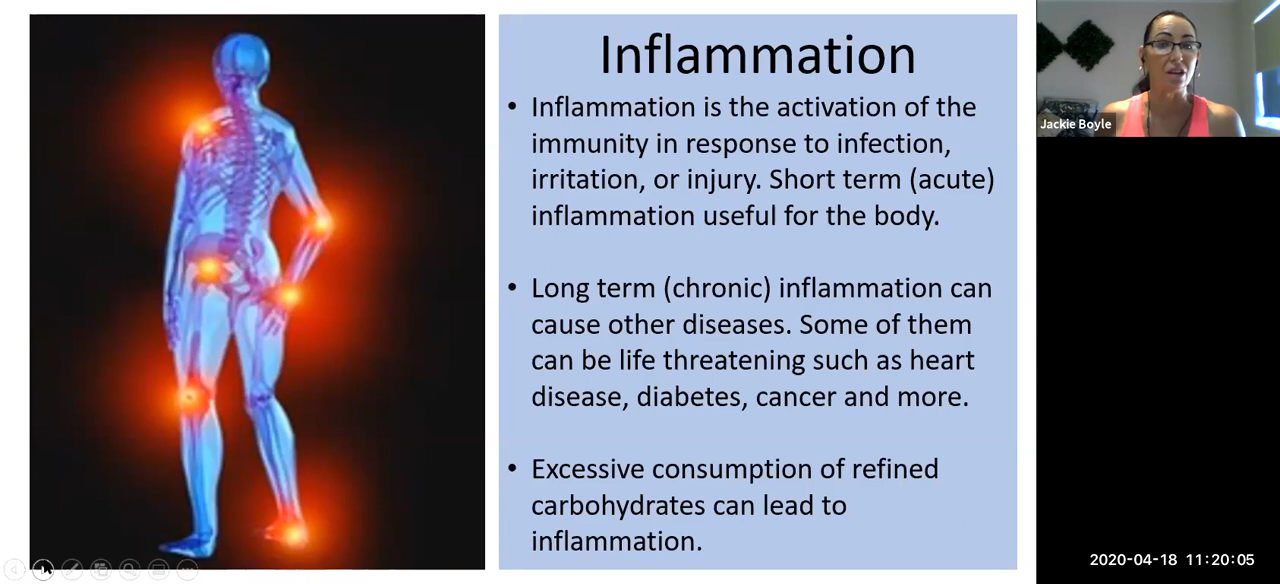 Inflammation
• Inflammation is the activation of the
immunity in response to infection,
irritation, or injury. Short term (acute)
inflammation useful for the body.
• Long term (chronic) inflammation can
cause other diseases. Some of them
can be life threatening such as heart
disease, diabetes, cancer and more.
• Excessive consumption of refined
carbohydrates can lead to
inflammation.
Jackie Boyle
2020-04-18 11:20:05